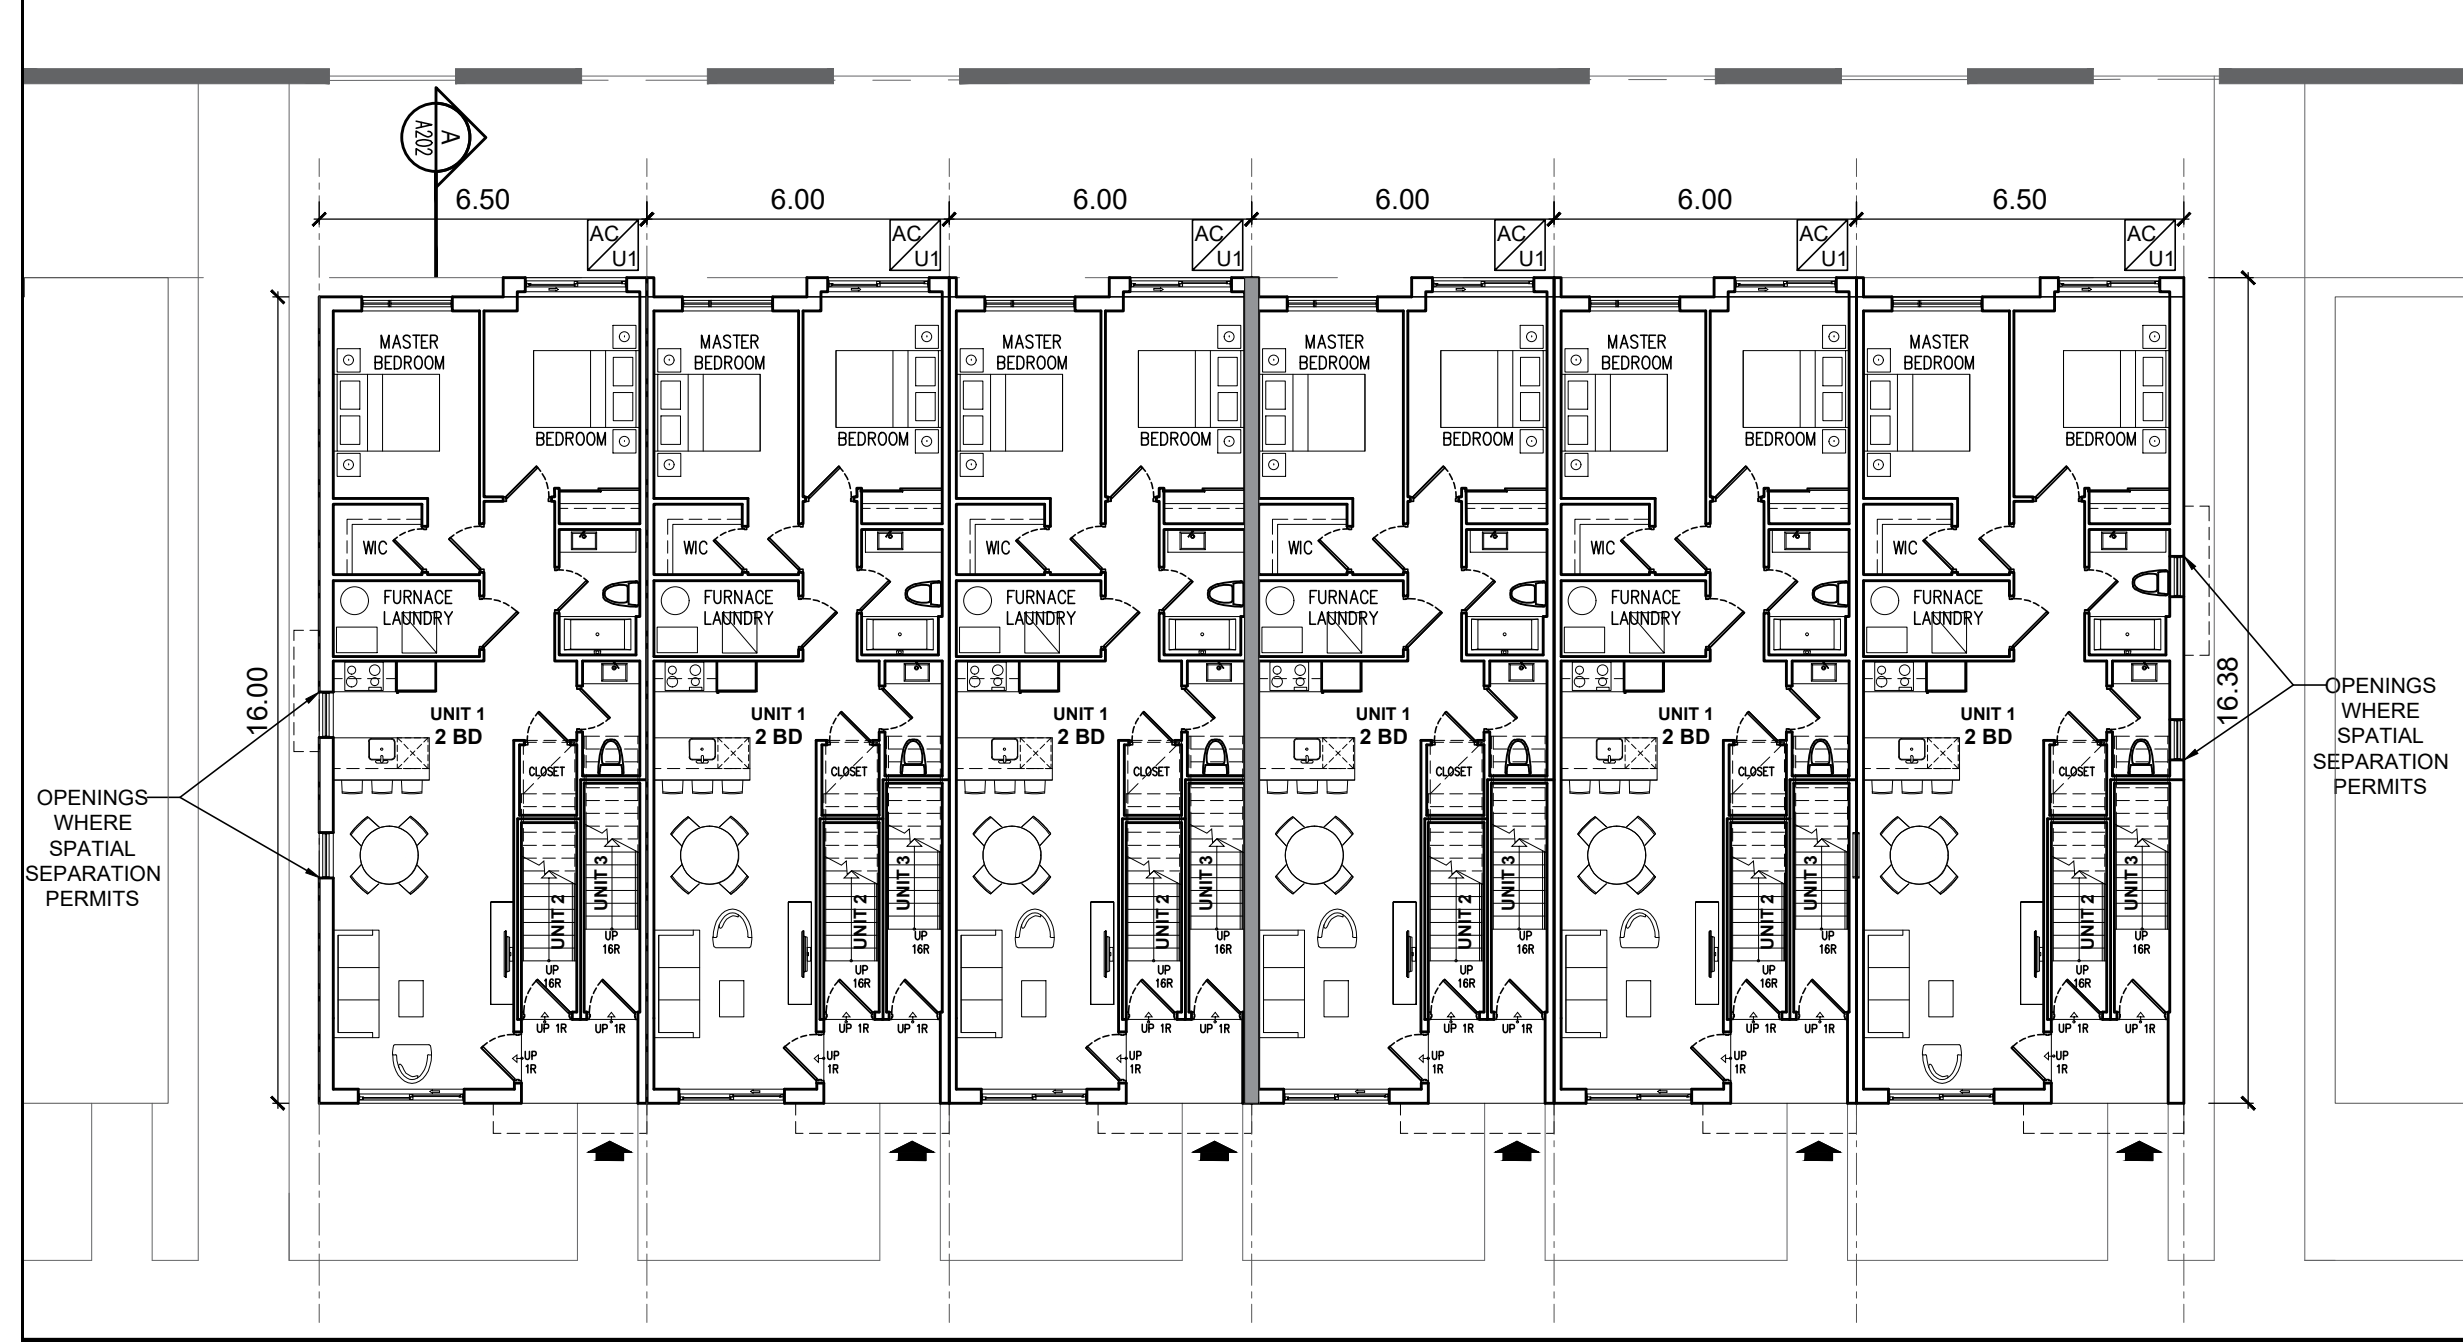 A
A202
6.50
6.00
6.00
6.00
6.00
6.50
AC
U1
AC
U1
AC
U1
AC
U1
AC
U1
AC
U1
MASTER
BEDROOM
BEDROOM
WIC
FURNACE
LAUNDRY
UNIT 1
2 BD
CLOSET
UNIT 2
UP
16R
UNIT 3
UP
16R
UP 1R
UP 1R
UP
1R
MASTER
BEDROOM
BEDROOM
WIC
FURNACE
LAUNDRY
UNIT 1
2 BD
CLOSET
UNIT 2
UP
16R
UNIT 3
UP
16R
UP 1R
UP 1R
UP
1R
MASTER
BEDROOM
BEDROOM
WIC
FURNACE
LAUNDRY
UNIT 1
2 BD
CLOSET
UNIT 2
UP
16R
UNIT 3
UP
16R
UP 1R
UP 1R
UP
1R
MASTER
BEDROOM
BEDROOM
WIC
FURNACE
LAUNDRY
UNIT 1
2 BD
CLOSET
UNIT 2
UP
16R
UNIT 3
UP
16R
UP 1R
UP 1R
UP
1R
MASTER
BEDROOM
BEDROOM
WIC
FURNACE
LAUNDRY
UNIT 1
2 BD
CLOSET
UNIT 2
UP
16R
UNIT 3
UP
16R
UP 1R
UP 1R
UP
1R
MASTER
BEDROOM
BEDROOM
WIC
FURNACE
LAUNDRY
UNIT 1
2 BD
CLOSET
UNIT 2
UP
16R
UNIT 3
UP
16R
UP 1R
UP 1R
UP
1R
16.00
16.38
OPENINGS
WHERE
SPATIAL
SEPARATION
PERMITS
OPENINGS
WHERE
SPATIAL
SEPARATION
PERMITS